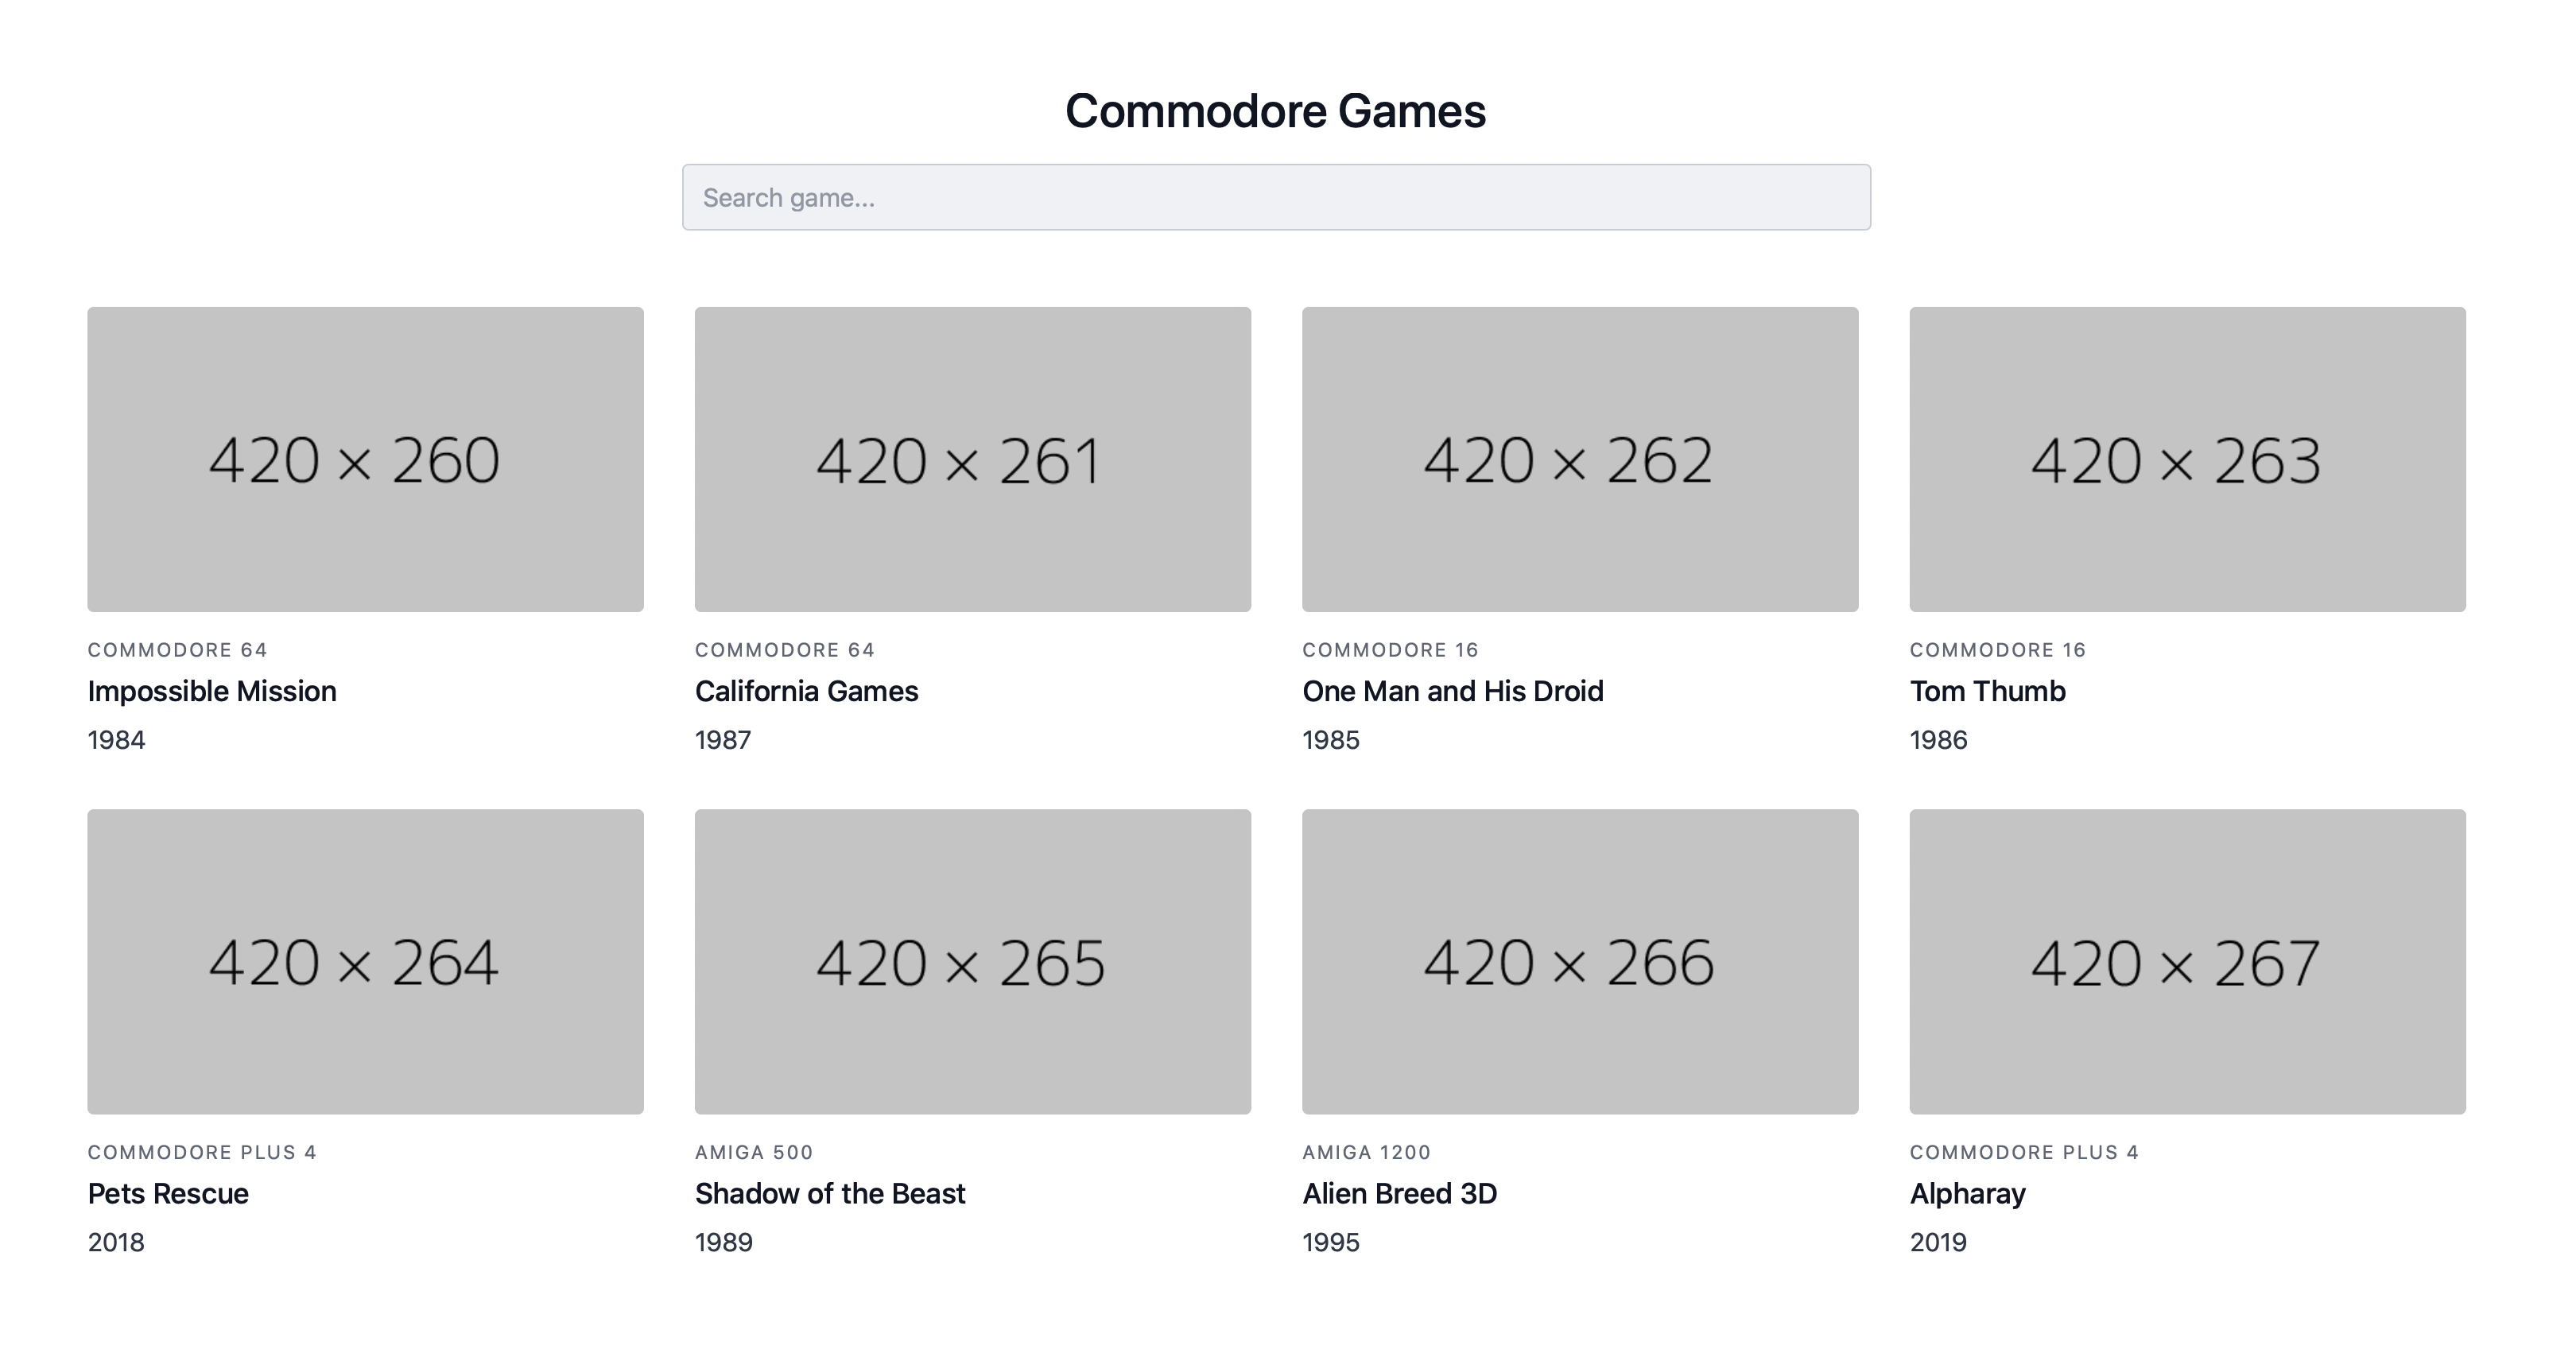 Commodore Games
Search game...
420 × 260
420 × 261
420 × 262
420 × 263
COMMODORE 64
Impossible Mission
1984
COMMODORE 64
California Games
1987
COMMODORE 16
One Man and His Droid
1985
COMMODORE 16
Tom Thumb
1986
420 × 264
420 × 265
420 × 266
420 × 267
COMMODORE PLUS 4
Pets Rescue
2018
AMIGA 500
Shadow of the Beast
1989
AMIGA 1200
Alien Breed 3D
1995
COMMODORE PLUS 4
Alpharay
2019